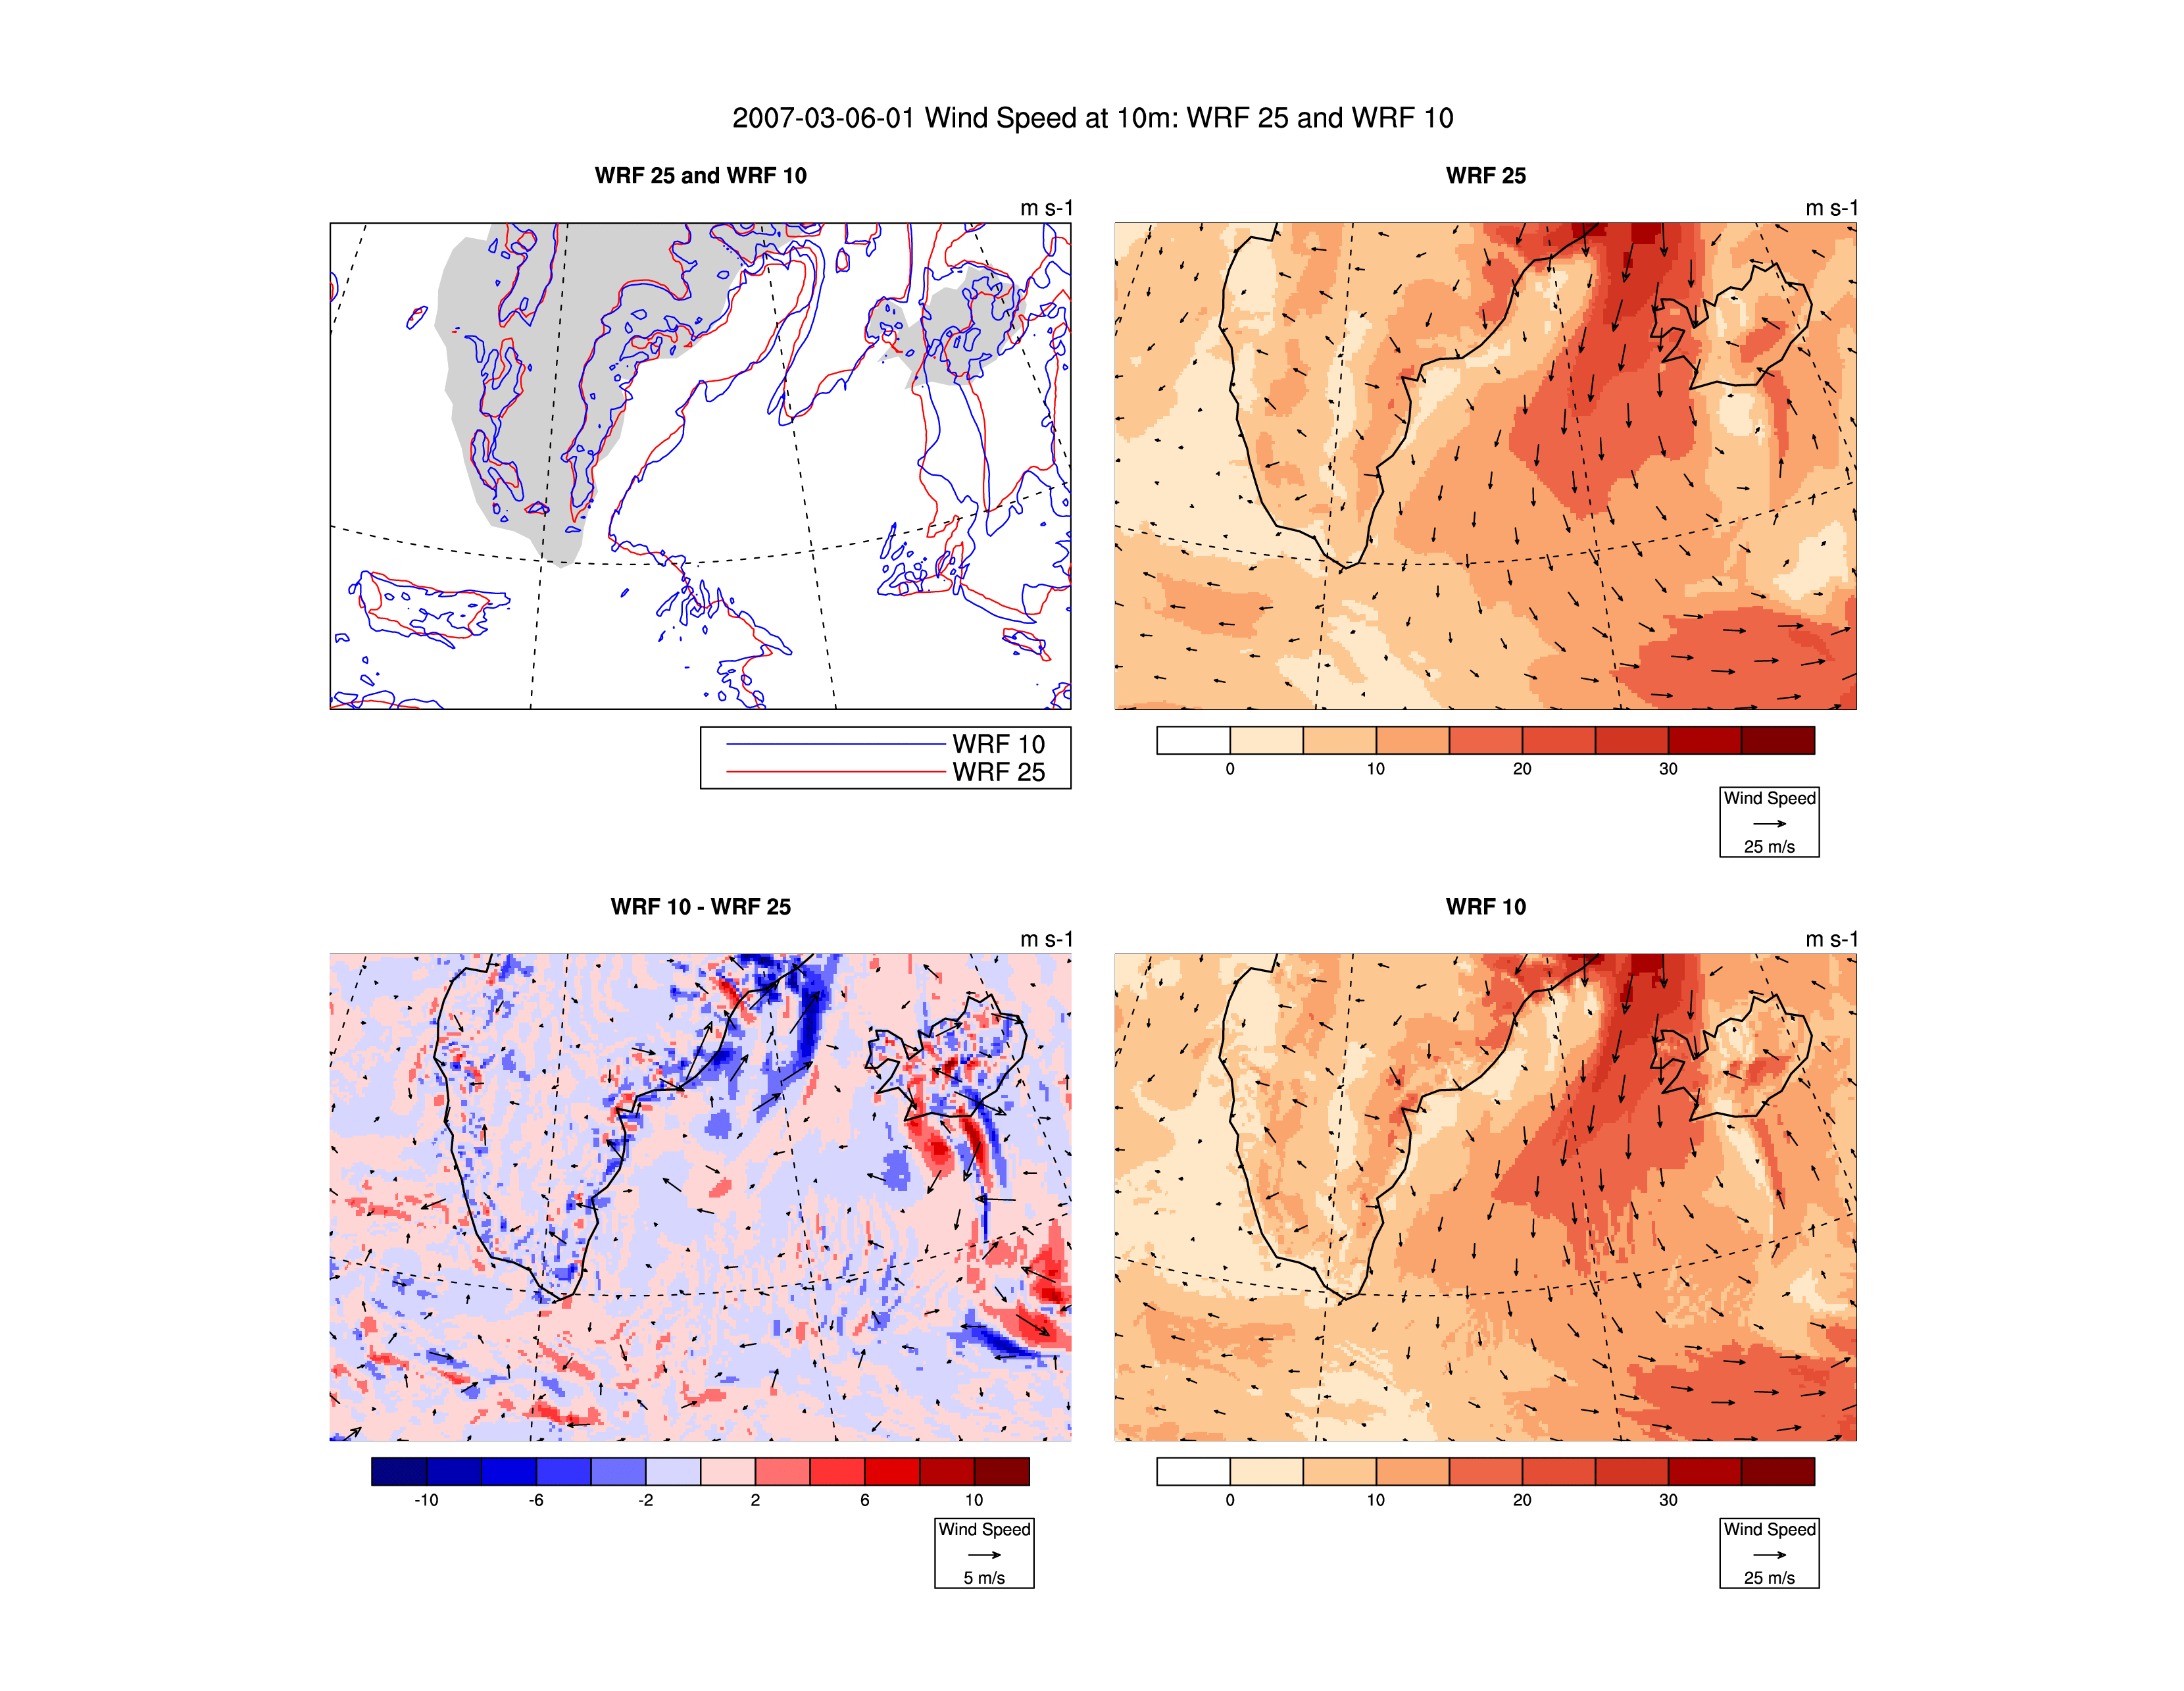 2007-03-06-01 Wind Speed at 10m: WRF 25 and WRF 10
WRF 25 and WRF 10
m s-1
WRF 10
WRF 25
WRF 25
m s-1
0 10 20 30
Wind Speed
25 m/s
WRF 10 - WRF 25
m s-1
-10 -6 -2 2 6 10
Wind Speed
5 m/s
WRF 10
m s-1
0 10 20 30
Wind Speed
25 m/s